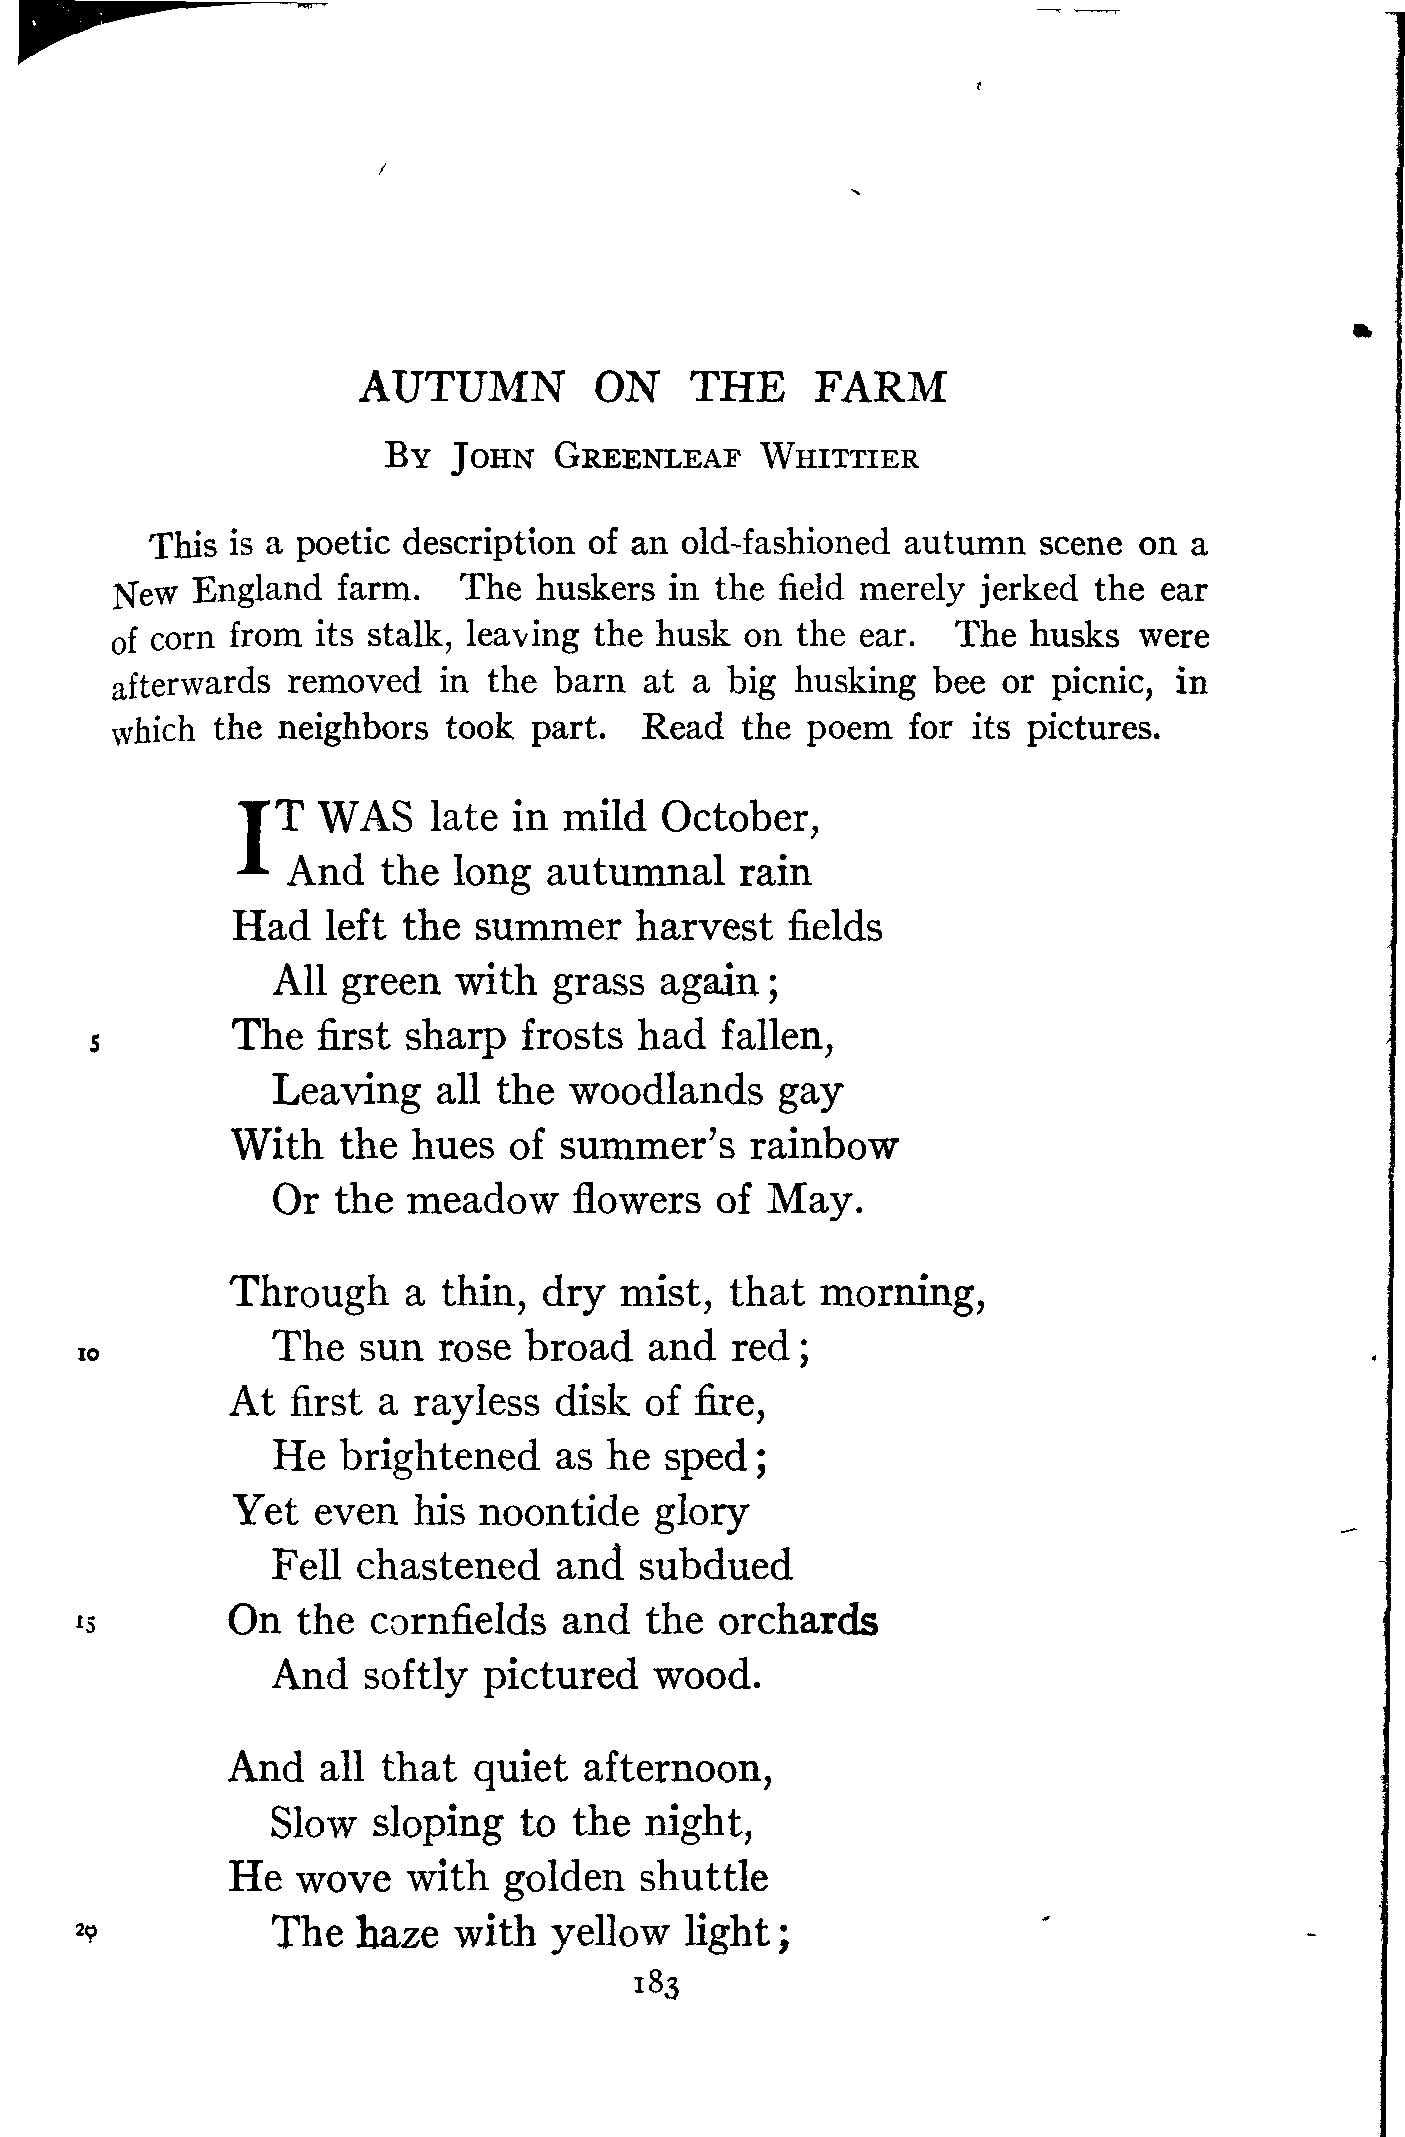 AUTUMN ON THE FARM
By John Greenleaf Whittier
This is a poetic description of an old-fashioned autumn scene on a
New England farm. The huskers in the field merely jerked the ear
of corn from its stalk, leaving the husk on the ear. The husks were
afterwards removed in the barn at a big husking bee or picnic, in
which the neighbors took part. Read the poem for its pictures.
IT WAS late in mild October,
And the long autumnal rain
Had left the summer harvest fields
All green with grass again;
5 The first sharp frosts had fallen,
Leaving all the woodlands gay
With the hues of summer's rainbow
Or the meadow flowers of May.
Through a thin, dry mist, that morning,
10 The sun rose broad and red;
At first a rayless disk of fire,
He brightened as he sped;
Yet even his noontide glory
Fell chastened and subdued
15 On the cornfields and the orchards
And softly pictured wood.
And all that quiet afternoon,
Slow sloping to the night,
He wove with golden shuttle
20 The haze with yellow light;
183